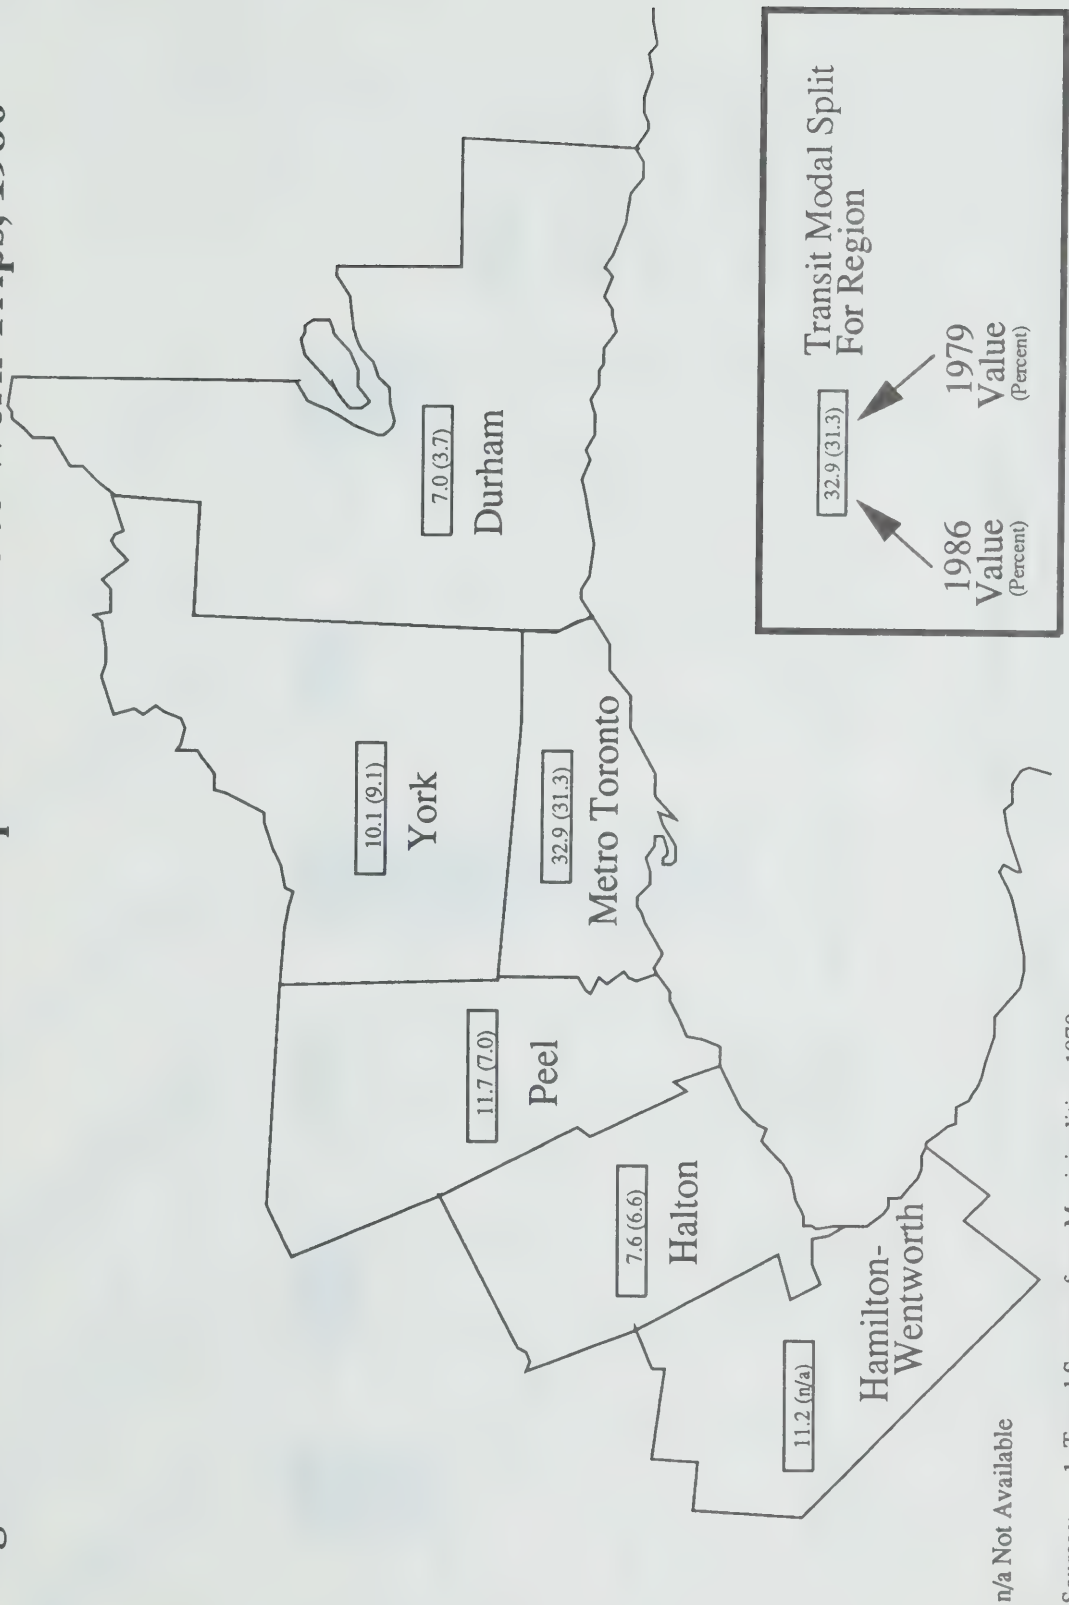 Trips, 1986
7.0 (3.7)
Durham
10.1 (9.1)
York
32.9 (31.3)
Metro Toronto
11.7 (7.0)
Peel
7.6 (6.6)
Halton
11.2 (n/a)
Hamilton-
Wentworth
32.9 (31.3)
Transit Modal Split
For Region
1986
Value
(Percent)
1979
Value
(Percent)
n/a Not Available